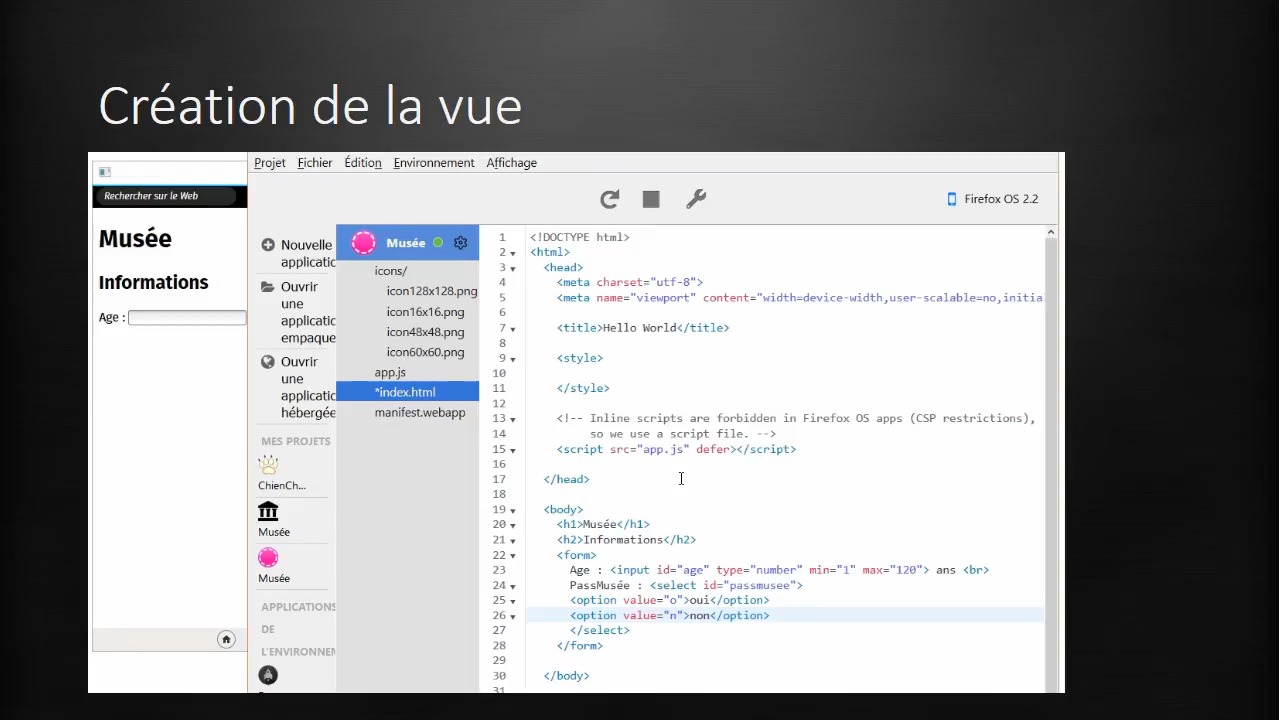 Création de la vue
Projet Fichier Édition Environnement Affichage
Rechercher sur le Web
Firefox OS 2.2
Musée
Informations
Age :
Nouvelle
applicatio
Ouvrir
une
applicatio
empaque
Ouvrir
une
applicatio
hébergée
MES PROJETS
ChienCh...
Musée
Musée
APPLICATIONS
DE
L'ENVIRONNEM
Musée
icons/
icon128x128.png
icon16x16.png
icon48x48.png
icon60x60.png
app.js
*index.html
manifest.webapp
1 <!DOCTYPE html>
2 <html>
3 <head>
4 <meta charset="utf-8">
5 <meta name="viewport" content="width=device-width,user-scalable=no,initia
6
7 <title>Hello World</title>
8
9 <style>
10
11 </style>
12
13 <!-- Inline scripts are forbidden in Firefox OS apps (CSP restrictions),
14 so we use a script file. -->
15 <script src="app.js" defer></script>
16
17 </head>
18
19 <body>
20 <h1>Musée</h1>
21 <h2>Informations</h2>
22 <form>
23 Age : <input id="age" type="number" min="1" max="120"> ans <br>
24 PassMusée : <select id="passmusee">
25 <option value="o">oui</option>
26 <option value="n">non</option>
27 </select>
28 </form>
29
30 </body>
31